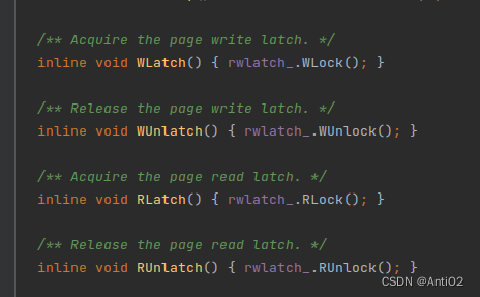 /** Acquire the page write latch. */
inline void WLatch() { rwlatch_.WLock(); }
/** Release the page write latch. */
inline void WUnlatch() { rwlatch_.WUnlock(); }
/** Acquire the page read latch. */
inline void RLatch() { rwlatch_.RLock(); }
/** Release the page read latch. */
inline void RUnlatch() { rwlatch_.RUnlock(); }
CSDN @Anti02